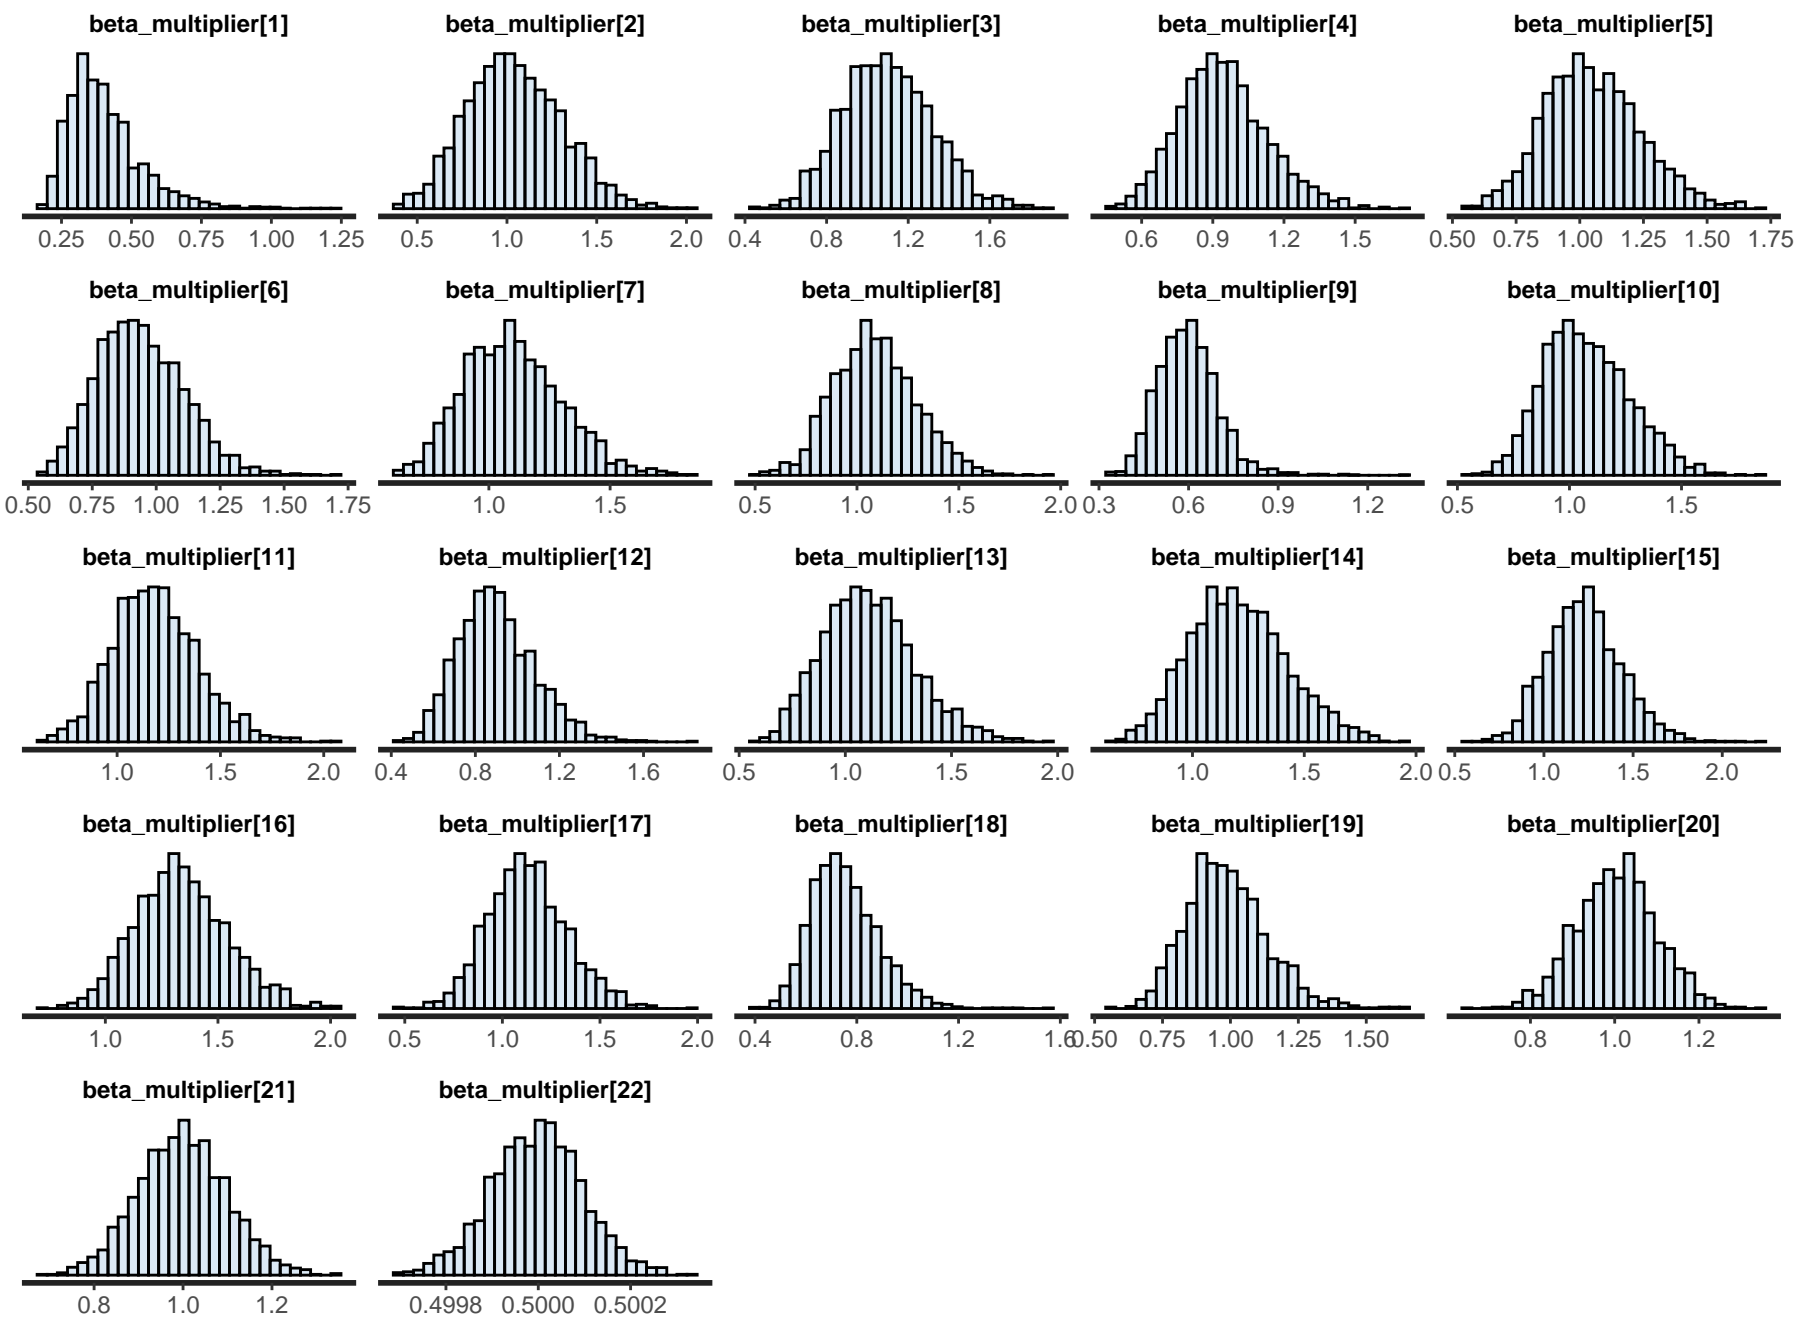 beta_multiplier[1] beta_multiplier[2] beta_multiplier[3] beta_multiplier[4] beta_multiplier[5]
0.25 0.50 0.75 1.00 1.25 0.5 1.0 1.5 2.0 0.4 0.8 1.2 1.6 0.6 0.9 1.2 1.5 0.50 0.75 1.00 1.25 1.50 1.75
beta_multiplier[6] beta_multiplier[7] beta_multiplier[8] beta_multiplier[9] beta_multiplier[10]
0.50 0.75 1.00 1.25 1.50 1.75 1.0 1.5 0.5 1.0 1.5 2.0 0.3 0.6 0.9 1.2 0.5 1.0 1.5
beta_multiplier[11] beta_multiplier[12] beta_multiplier[13] beta_multiplier[14] beta_multiplier[15]
1.0 1.5 2.0 0.4 0.8 1.2 1.6 0.5 1.0 1.5 2.0 1.0 1.5 2.0 0.5 1.0 1.5 2.0
beta_multiplier[16] beta_multiplier[17] beta_multiplier[18] beta_multiplier[19] beta_multiplier[20]
1.0 1.5 2.0 0.5 1.0 1.5 2.0 0.4 0.8 1.2 1.6 0.50 0.75 1.00 1.25 1.50 0.8 1.0 1.2
beta_multiplier[21] beta_multiplier[22]
0.8 1.0 1.2 0.4998 0.5000 0.5002